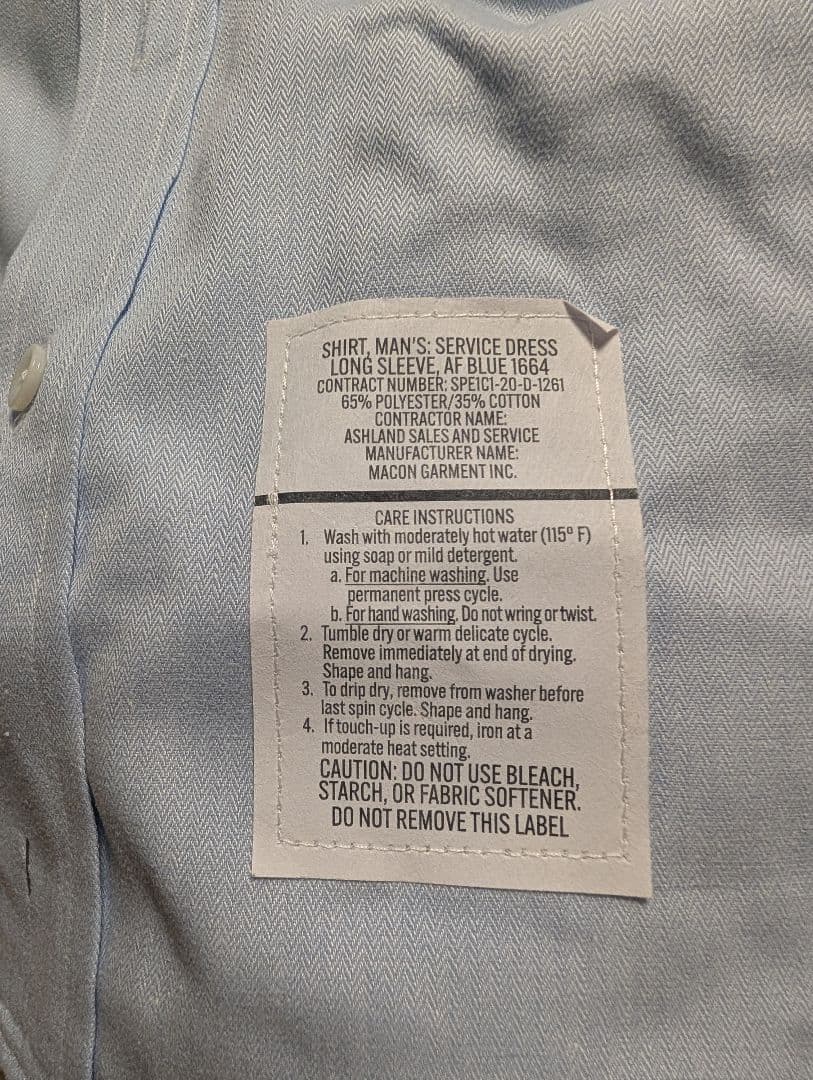 SHIRT, MAN'S: SERVICE DRESS
LONG SLEEVE, AF BLUE 1664
CONTRACT NUMBER: SPE1C1-20-D-1261
65% POLYESTER/35% COTTON
CONTRACTOR NAME:
ASHLAND SALES AND SERVICE
MANUFACTURER NAME:
MACON GARMENT INC.
CARE INSTRUCTIONS
1. Wash with moderately hot water (115° F)
using soap or mild detergent.
a. For machine washing. Use
permanent press cycle.
b. For hand washing. Do not wring or twist.
2. Tumble dry or warm delicate cycle.
Remove immediately at end of drying.
Shape and hang.
3. To drip dry, remove from washer before
last spin cycle. Shape and hang.
4. If touch-up is required, iron at a
moderate heat setting.
CAUTION: DO NOT USE BLEACH,
STARCH, OR FABRIC SOFTENER.
DO NOT REMOVE THIS LABEL